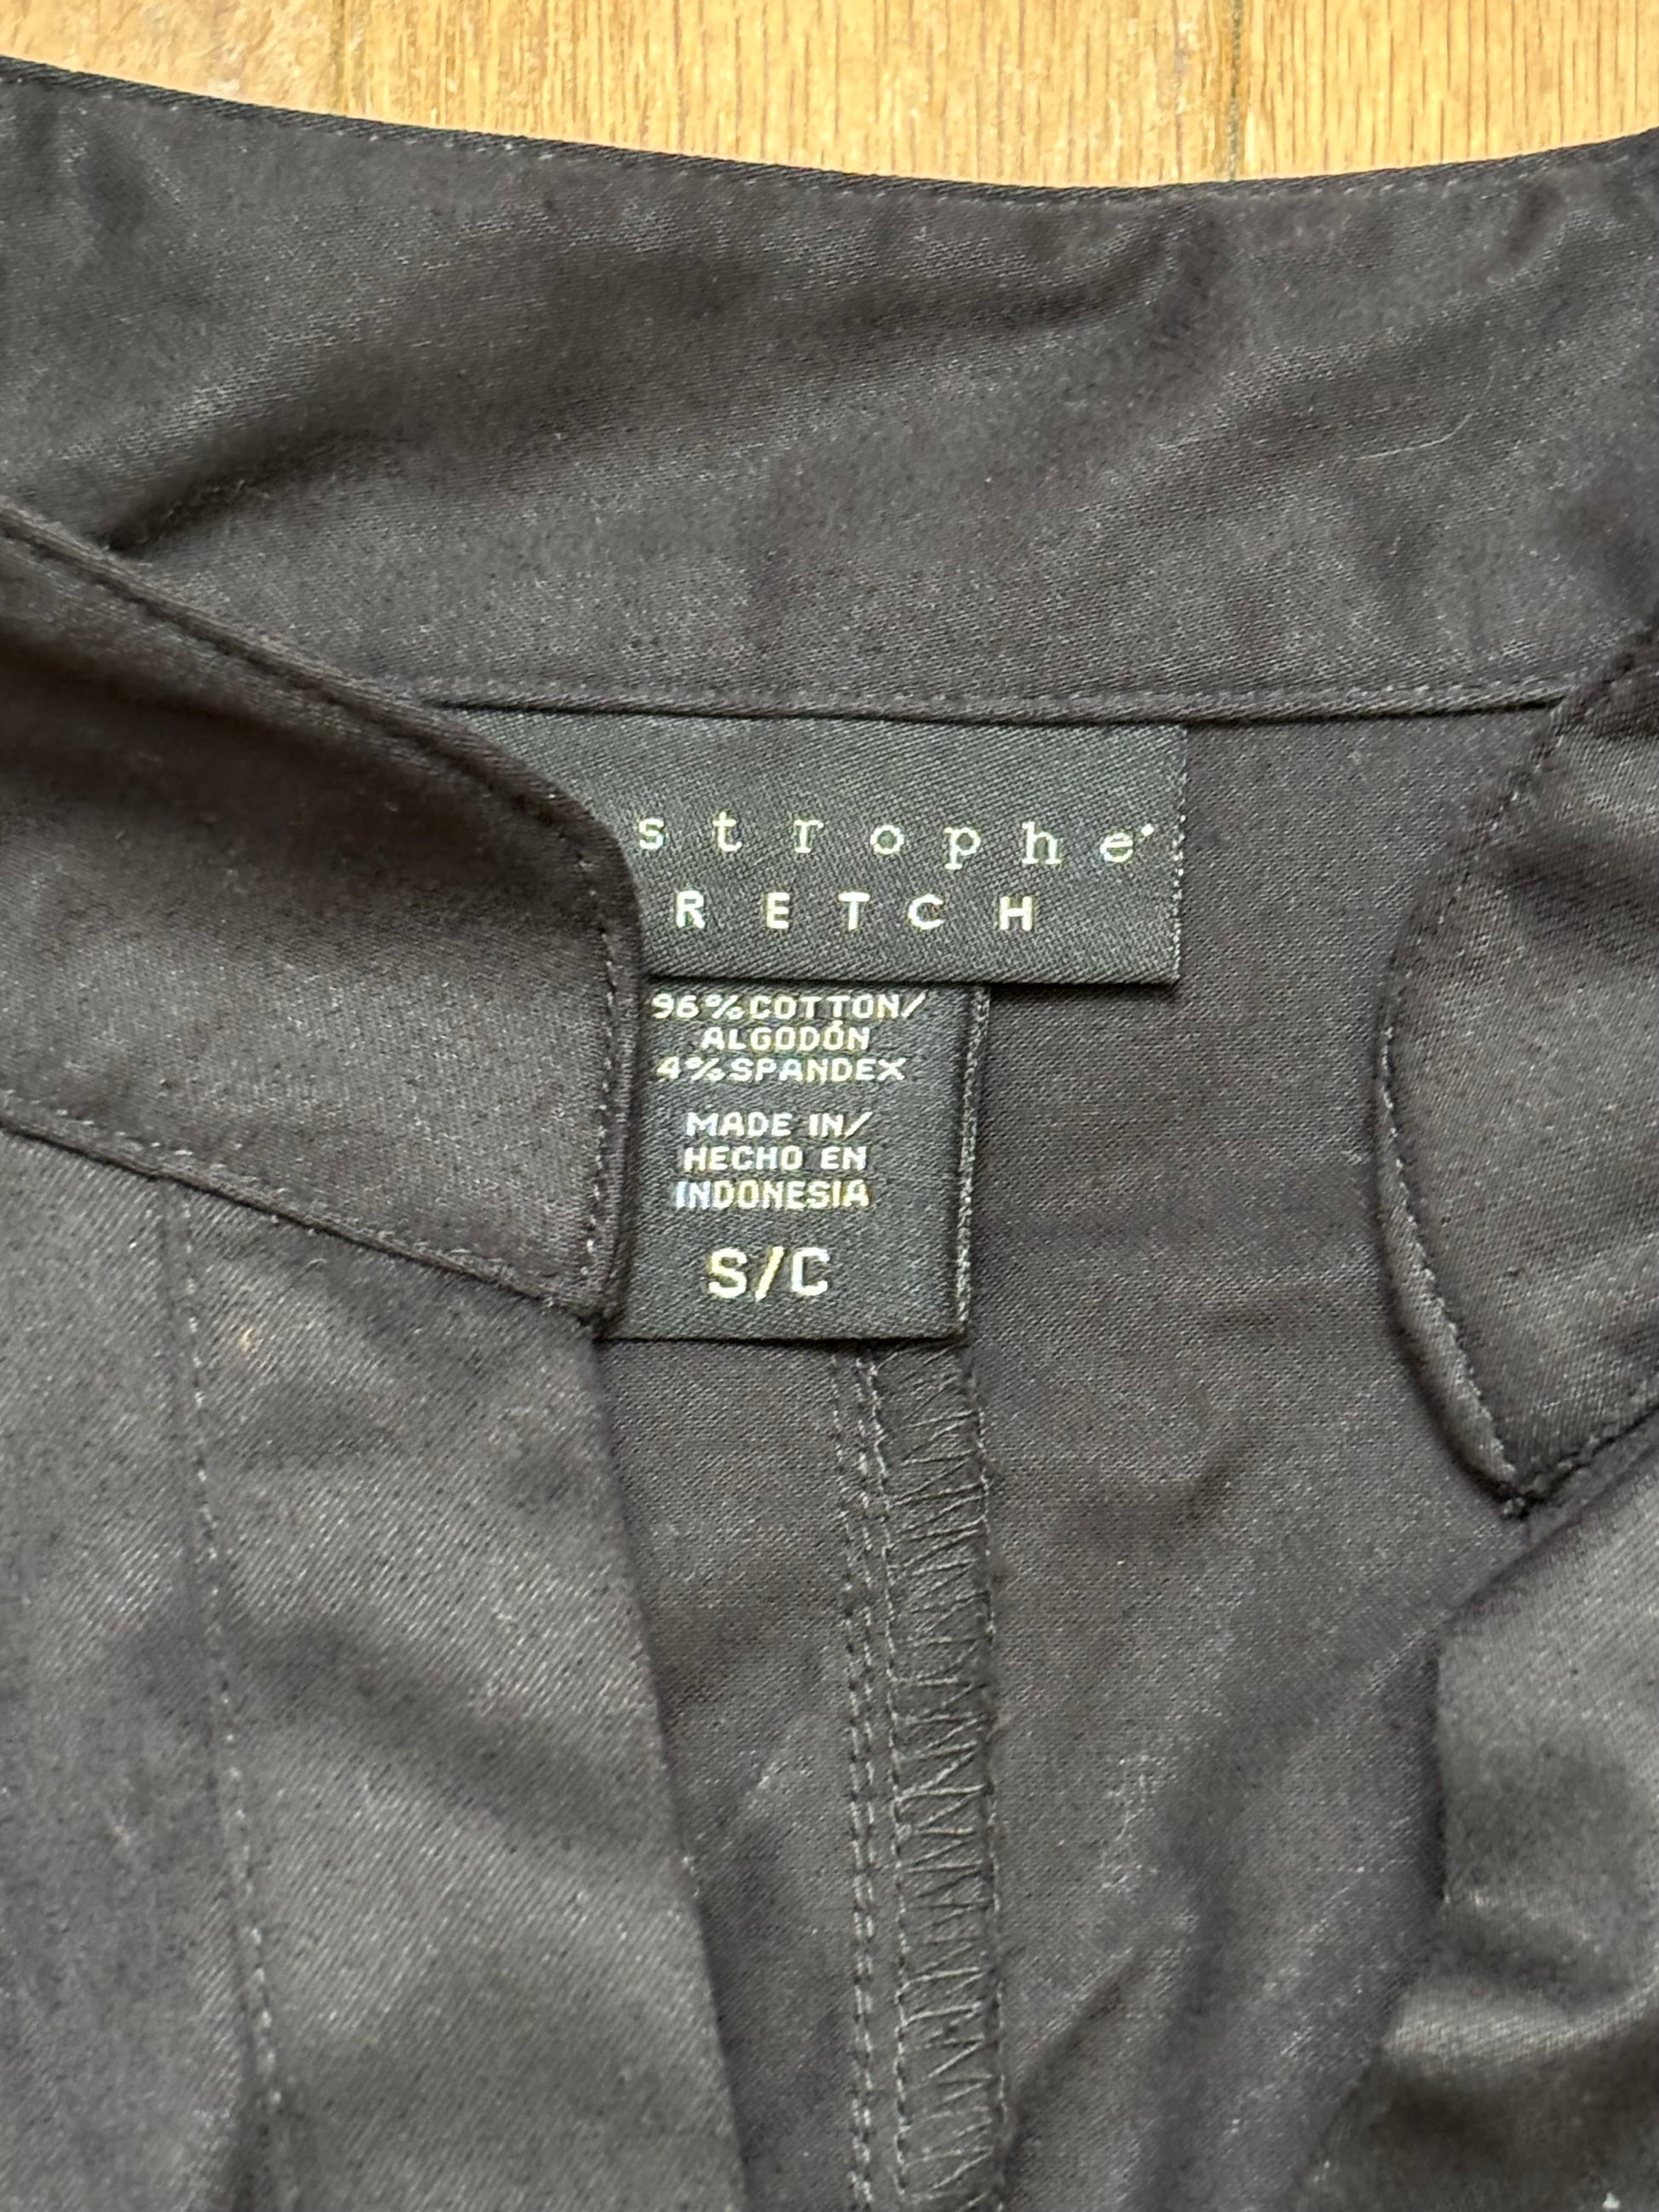 strophe
RETCH
96%COTTON/
ALGODÓN
4%SPANDEX
MADE IN/
HECHO EN
INDONESIA
S/C